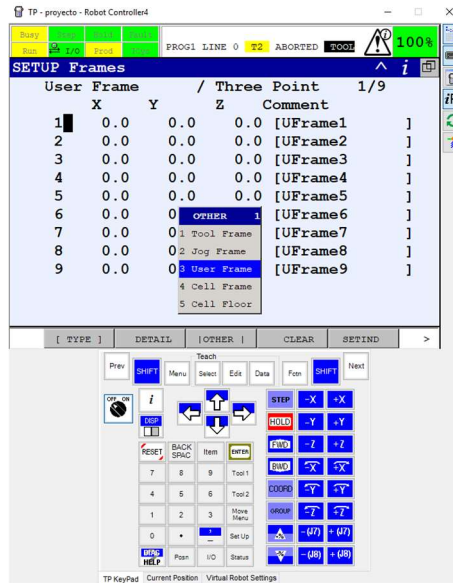 TP - proyecto - Robot Controller4
Busy Step Hold Fault
Run I/O Prod TCyc
PROG1 LINE 0 T2 ABORTED TOOL 100%
SETUP Frames
User Frame / Three Point 1/9
X Y Z Comment
1 0.0 0.0 0.0 [UFrame1 ]
2 0.0 0.0 0.0 [UFrame2 ]
3 0.0 0.0 0.0 [UFrame3 ]
4 0.0 0.0 0.0 [UFrame4 ]
5 0.0 0.0 0.0 [UFrame5 ]
6 0.0 0 [UFrame6 ]
7 0.0 0 [UFrame7 ]
8 0.0 0 [UFrame8 ]
9 0.0 0 [UFrame9 ]
OTHER 1
1 Tool Frame
2 Jog Frame
3 User Frame
4 Cell Frame
5 Cell Floor
[ TYPE ] DETAIL [OTHER ] CLEAR SETIND >
Teach
Prev SHIFT Menu Select Edit Data Fctn SHIFT Next
OFF ON i STEP -X +X
DISP HOLD -Y +Y
RESET BACK SPAC Item ENTER FWD -Z +Z
7 8 9 Tool 1 BWD -X +X
4 5 6 Tool 2 COORD -Y +Y
1 2 3 Move Menu GROUP -Z +Z
0 . - Set Up - (J7) + (J7)
DIAG HELP Posn I/O Status - (J8) + (J8)
TP KeyPad Current Position Virtual Robot Settings